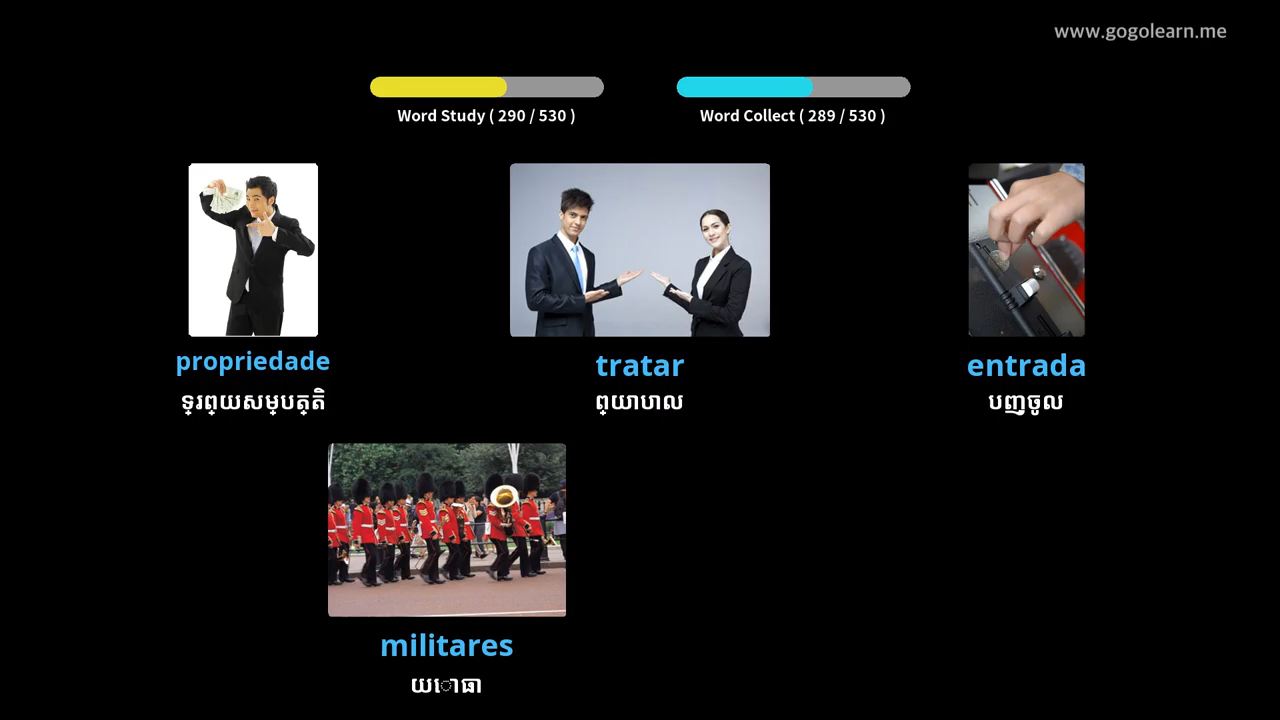 www.gogolearn.me
Word Study ( 290 / 530 )
Word Collect ( 289 / 530 )
propriedade
ទ្រព្យសម្បត្តិ
tratar
ព្យាបាល
entrada
បញ្ចូល
militares
យោធា